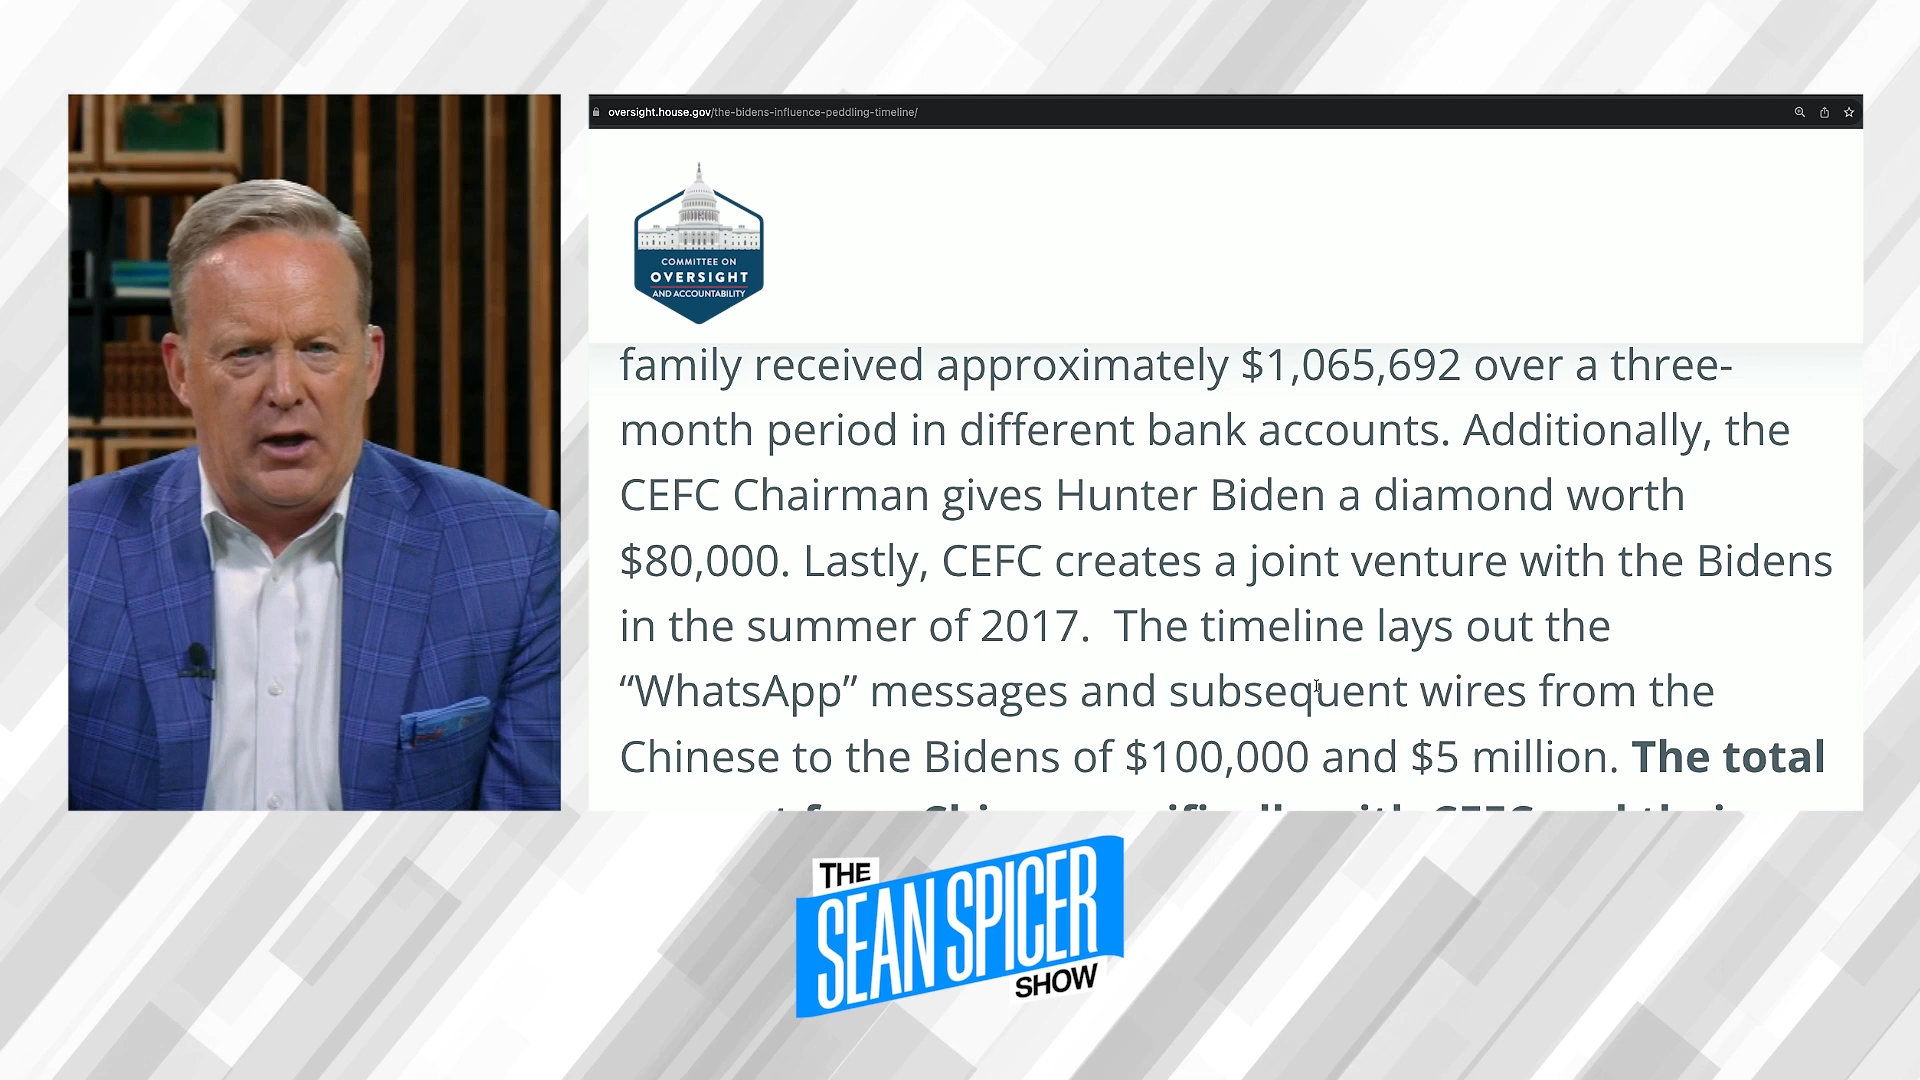 oversight.house.gov/the-bidens-influence-peddling-timeline/
COMMITTEE ON
OVERSIGHT
AND ACCOUNTABILITY
family received approximately $1,065,692 over a three-
month period in different bank accounts. Additionally, the
CEFC Chairman gives Hunter Biden a diamond worth
$80,000. Lastly, CEFC creates a joint venture with the Bidens
in the summer of 2017.  The timeline lays out the
“WhatsApp” messages and subsequent wires from the
Chinese to the Bidens of $100,000 and $5 million. The total
THE
SEAN SPICER
SHOW